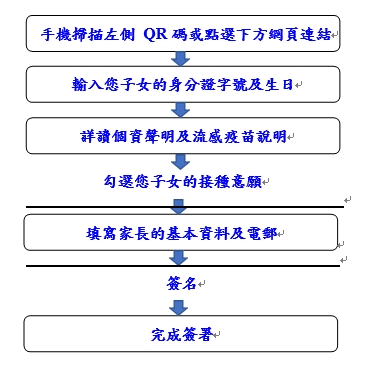 手機掃描左側 QR 碼或點選下方網頁連結
輸入您子女的身分證字號及生日
詳讀個資聲明及流感疫苗說明
勾選您子女的接種意願
填寫家長的基本資料及電郵
簽名
完成簽署